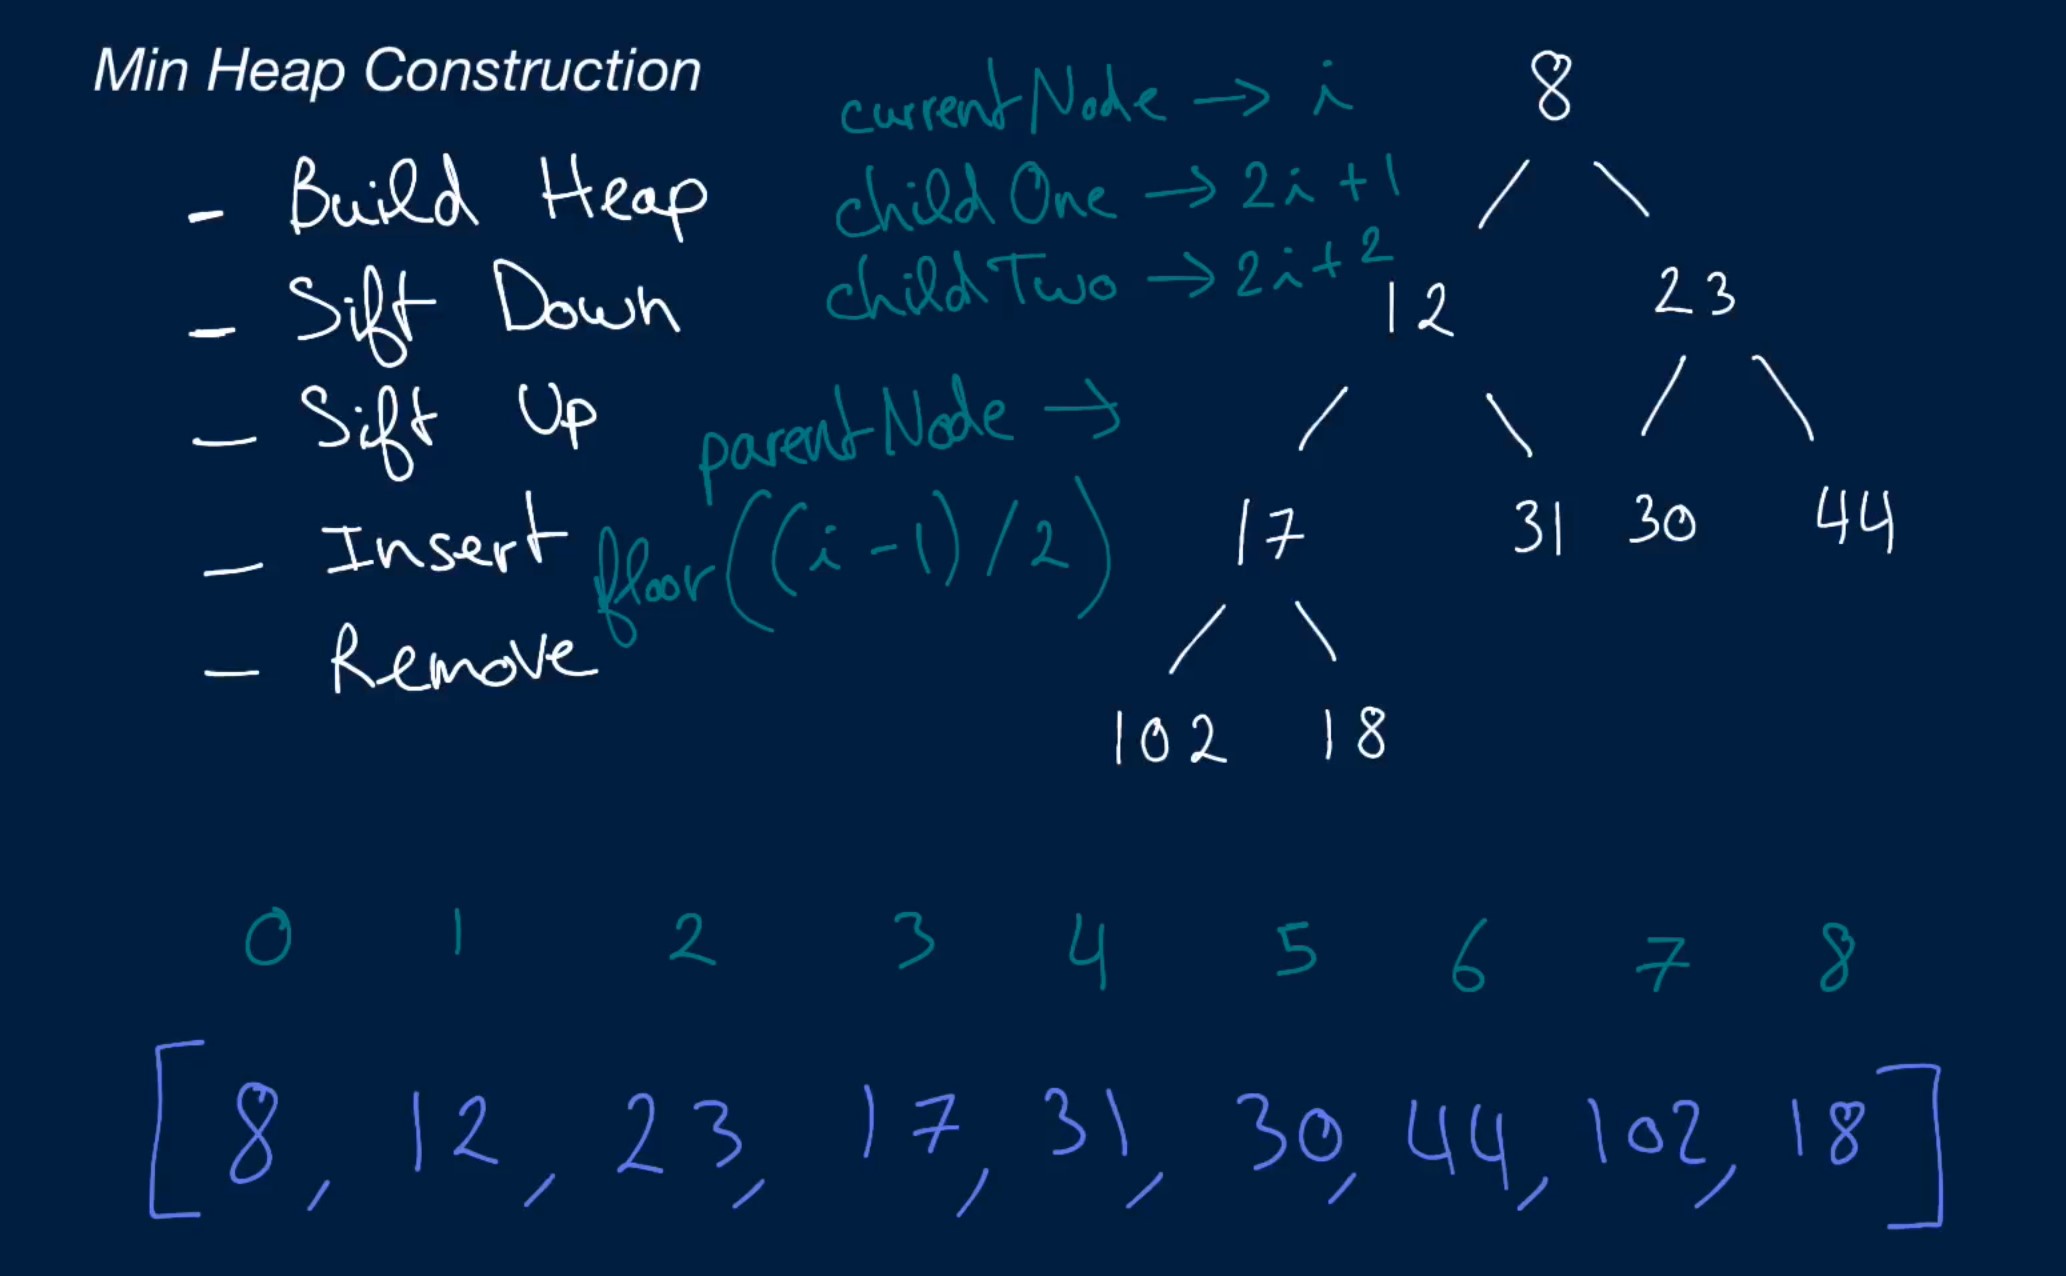 Min Heap Construction
- Build Heap
- Sift Down
- Sift Up
- Insert
- Remove
currentNode → i
childOne → 2i+1
childTwo → 2i+2
parentNode →
floor((i-1)/2)
8
12 23
17 31 30 44
102 18
0 1 2 3 4 5 6 7 8
[8, 12, 23, 17, 31, 30, 44, 102, 18]